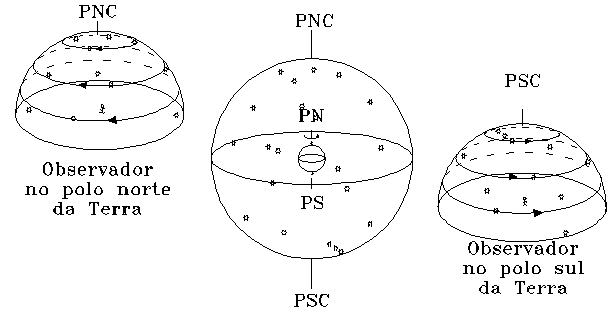 PNC
Observador
no polo norte
da Terra
PNC
PN
PS
PSC
PSC
Observador
no polo sul
da Terra